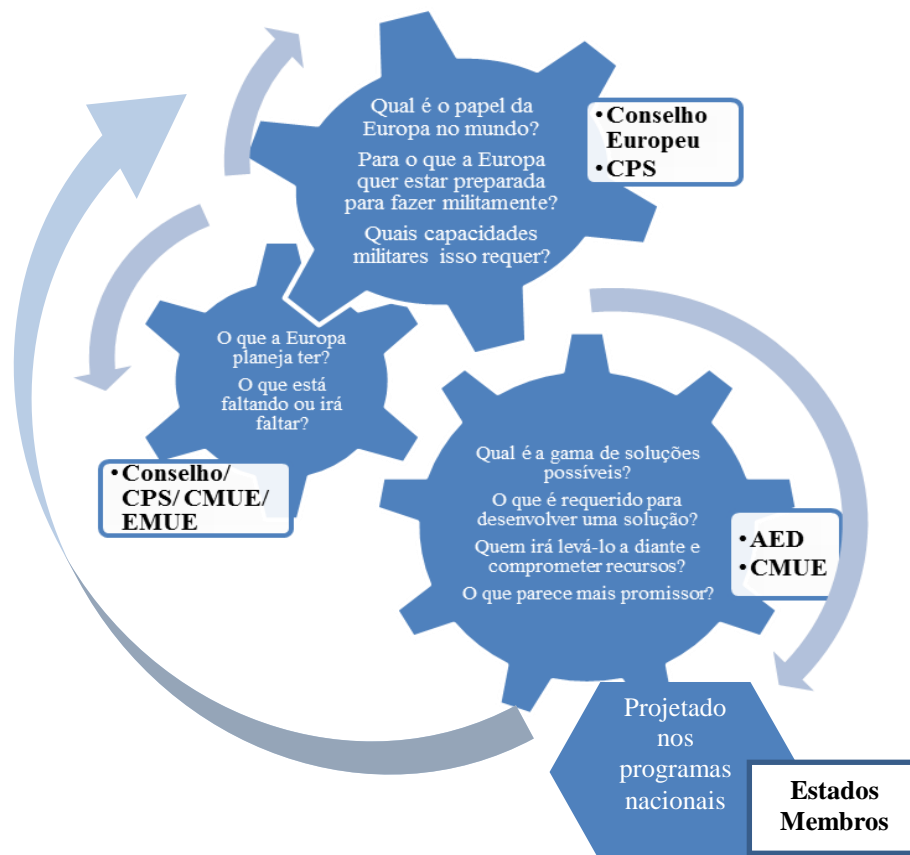 Qual é o papel da
Europa no mundo?
Para o que a Europa
quer estar preparada
para fazer militamente?
Quais capacidades
militares isso requer?
•Conselho
Europeu
•CPS
O que a Europa
planeja ter?
O que está
faltando ou irá
faltar?
•Conselho/
CPS/ CMUE/
EMUE
Qual é a gama de soluções
possíveis?
O que é requerido para
desenvolver uma solução?
Quem irá levá-lo a diante e
comprometer recursos?
O que parece mais promissor?
•AED
•CMUE
Projetado
nos
programas
nacionais
Estados
Membros